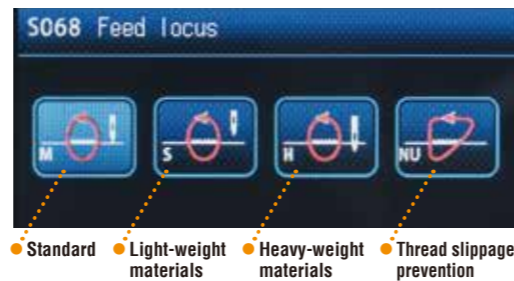 S068 Feed locus
M
S
H
NU
Standard
Light-weight
materials
Heavy-weight
materials
Thread slippage
prevention